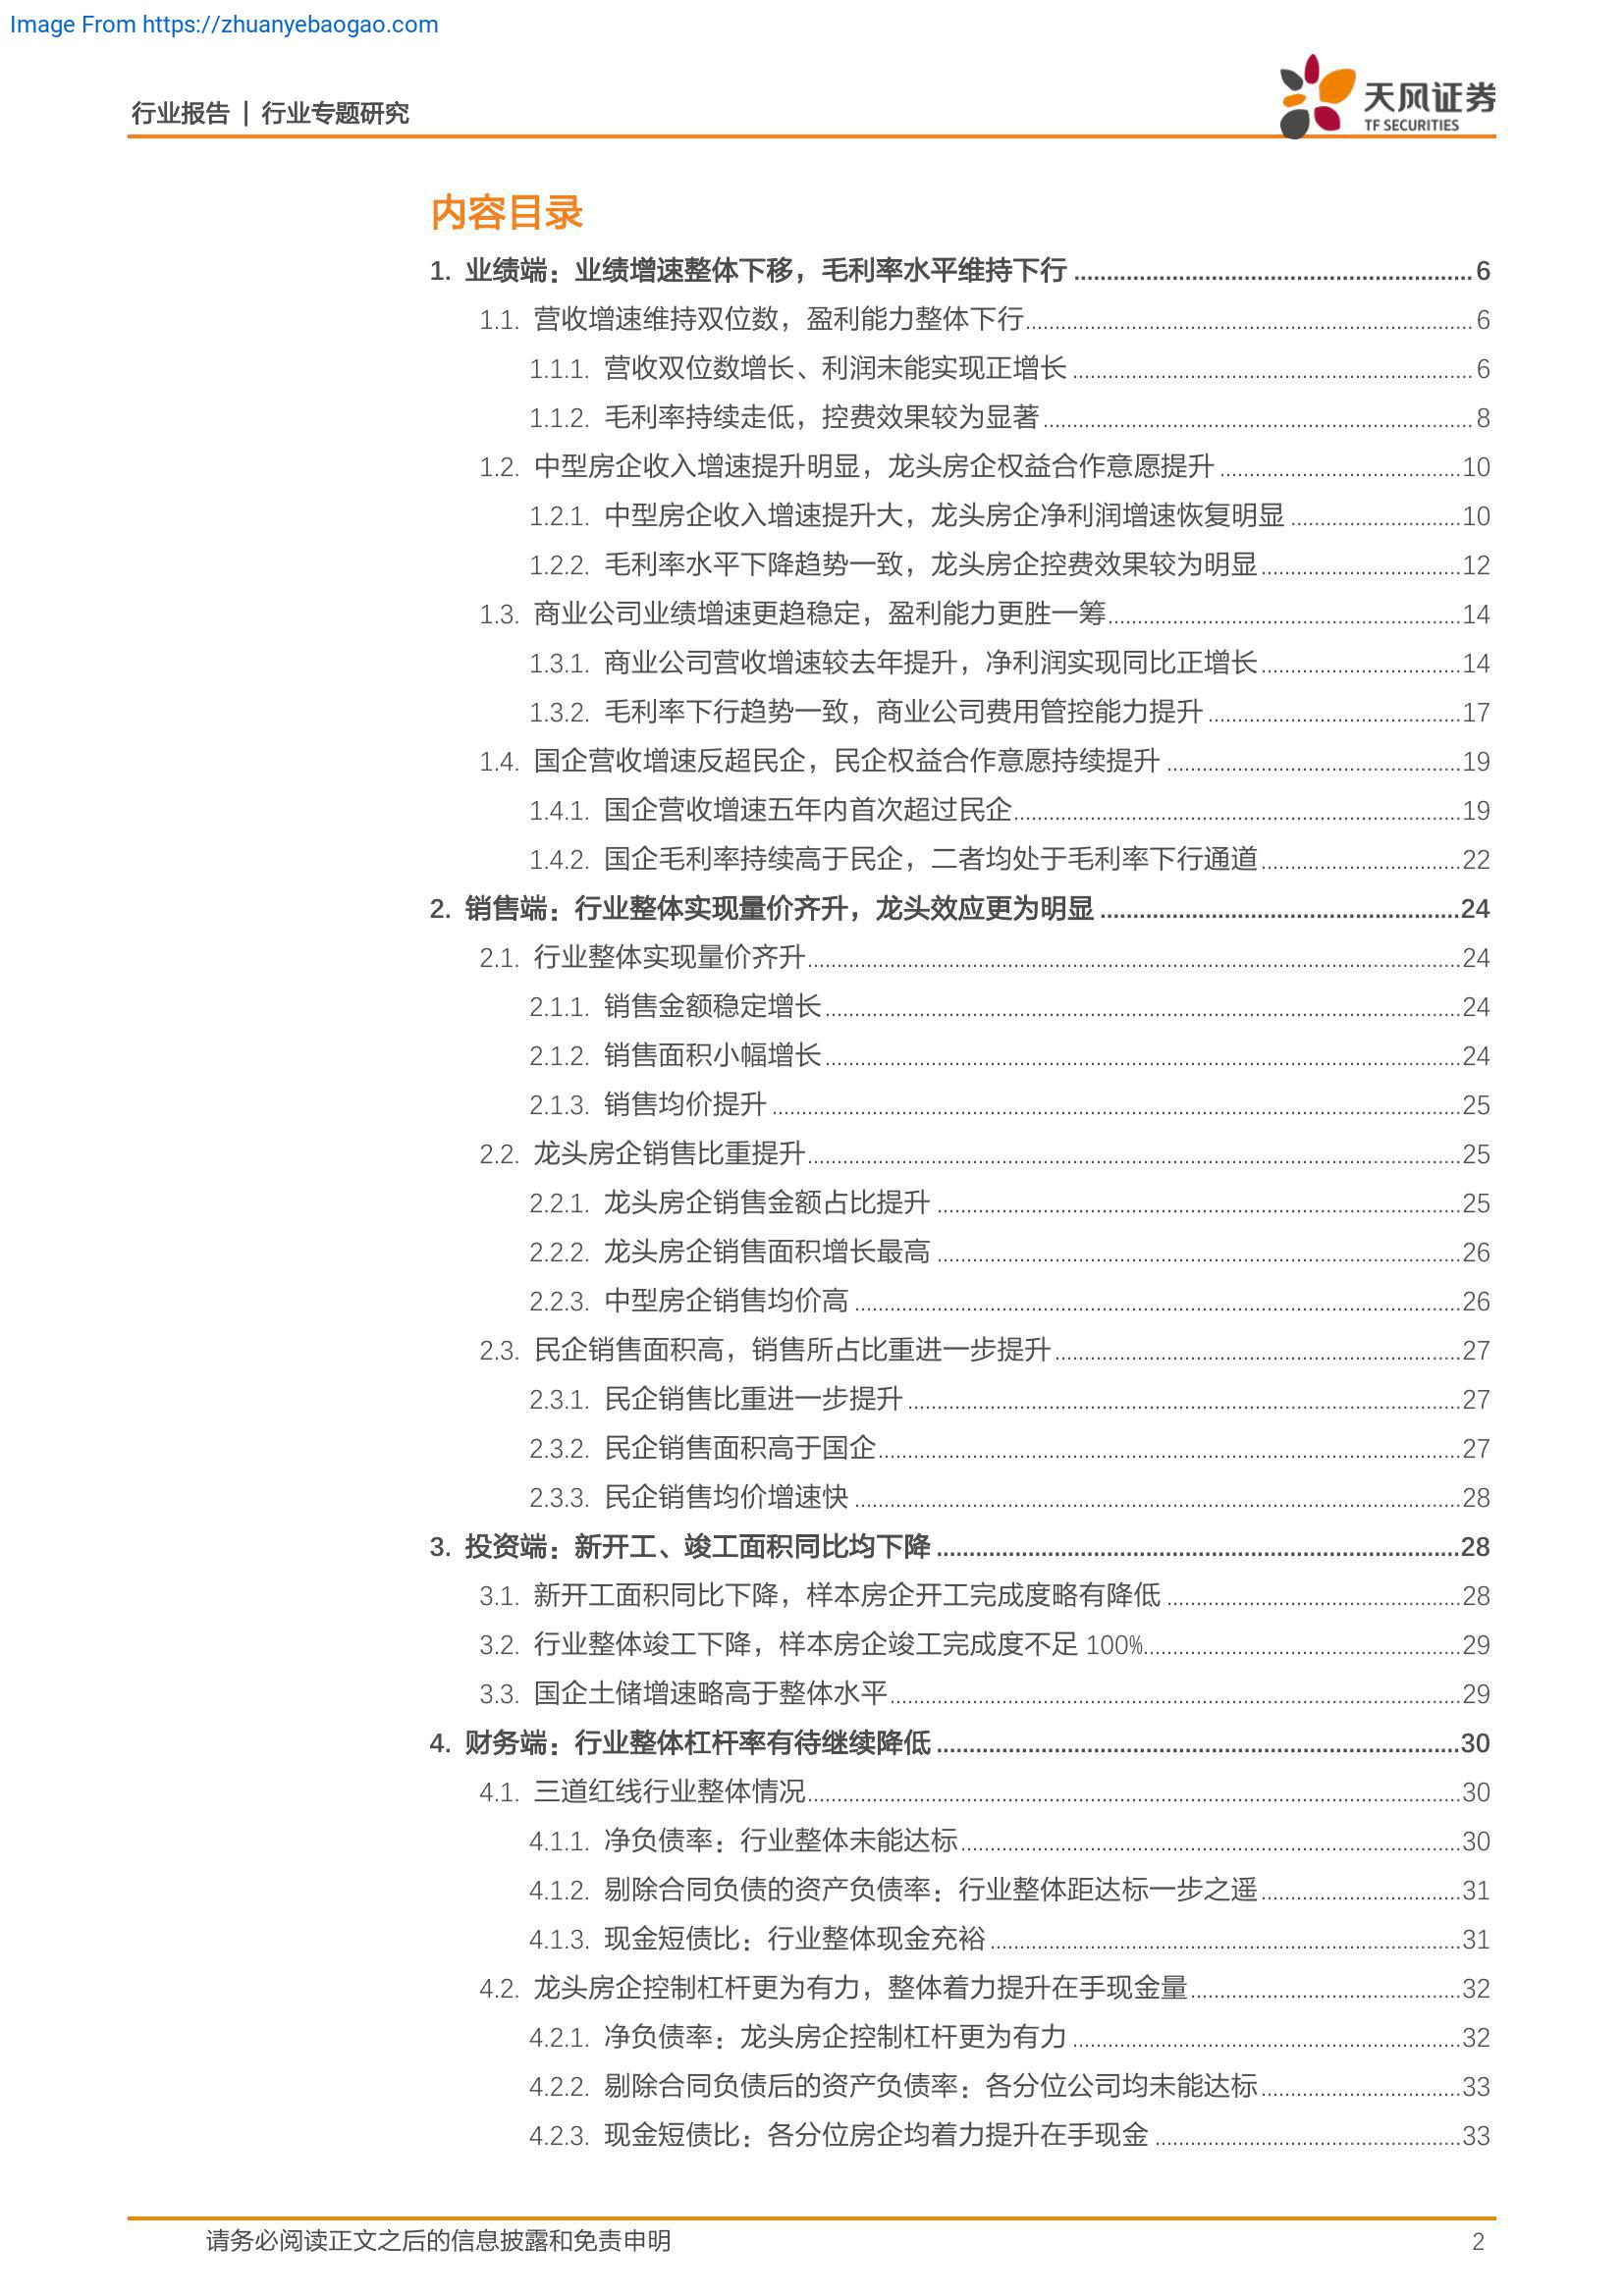 Image From https://zhuanyebaogao.com
行业报告 | 行业专题研究
天风证券
TF SECURITIES
内容目录
1. 业绩端：业绩增速整体下移，毛利率水平维持下行 6
1.1. 营收增速维持双位数，盈利能力整体下行 6
1.1.1. 营收双位数增长、利润未能实现正增长 6
1.1.2. 毛利率持续走低，控费效果较为显著 8
1.2. 中型房企收入增速提升明显，龙头房企权益合作意愿提升 10
1.2.1. 中型房企收入增速提升大，龙头房企净利润增速恢复明显 10
1.2.2. 毛利率水平下降趋势一致，龙头房企控费效果较为明显 12
1.3. 商业公司业绩增速更趋稳定，盈利能力更胜一筹 14
1.3.1. 商业公司营收增速较去年提升，净利润实现同比正增长 14
1.3.2. 毛利率下行趋势一致，商业公司费用管控能力提升 17
1.4. 国企营收增速反超民企，民企权益合作意愿持续提升 19
1.4.1. 国企营收增速五年内首次超过民企 19
1.4.2. 国企毛利率持续高于民企，二者均处于毛利率下行通道 22
2. 销售端：行业整体实现量价齐升，龙头效应更为明显 24
2.1. 行业整体实现量价齐升 24
2.1.1. 销售金额稳定增长 24
2.1.2. 销售面积小幅增长 24
2.1.3. 销售均价提升 25
2.2. 龙头房企销售比重提升 25
2.2.1. 龙头房企销售金额占比提升 25
2.2.2. 龙头房企销售面积增长最高 26
2.2.3. 中型房企销售均价高 26
2.3. 民企销售面积高，销售所占比重进一步提升 27
2.3.1. 民企销售比重进一步提升 27
2.3.2. 民企销售面积高于国企 27
2.3.3. 民企销售均价增速快 28
3. 投资端：新开工、竣工面积同比均下降 28
3.1. 新开工面积同比下降，样本房企开工完成度略有降低 28
3.2. 行业整体竣工下降，样本房企竣工完成度不足 100% 29
3.3. 国企土储增速略高于整体水平 29
4. 财务端：行业整体杠杆率有待继续降低 30
4.1. 三道红线行业整体情况 30
4.1.1. 净负债率：行业整体未能达标 30
4.1.2. 剔除合同负债的资产负债率：行业整体距达标一步之遥 31
4.1.3. 现金短债比：行业整体现金充裕 31
4.2. 龙头房企控制杠杆更为有力，整体着力提升在手现金量 32
4.2.1. 净负债率：龙头房企控制杠杆更为有力 32
4.2.2. 剔除合同负债后的资产负债率：各分位公司均未能达标 33
4.2.3. 现金短债比：各分位房企均着力提升在手现金 33
请务必阅读正文之后的信息披露和免责申明 2